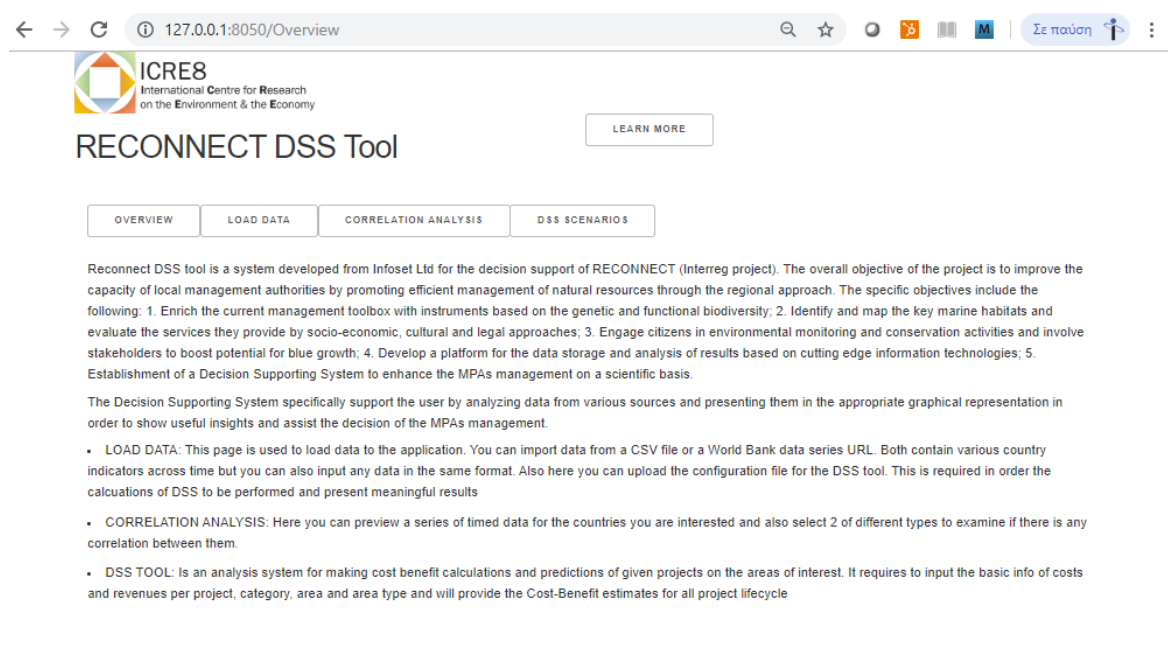 127.0.0.1:8050/Overview
M
Σε παύση
ICRE8
International Centre for Research
on the Environment & the Economy
LEARN MORE
RECONNECT DSS Tool
OVERVIEW LOAD DATA CORRELATION ANALYSIS DSS SCENARIOS
Reconnect DSS tool is a system developed from Infoset Ltd for the decision support of RECONNECT (Interreg project). The overall objective of the project is to improve the
capacity of local management authorities by promoting efficient management of natural resources through the regional approach. The specific objectives include the
following: 1. Enrich the current management toolbox with instruments based on the genetic and functional biodiversity; 2. Identify and map the key marine habitats and
evaluate the services they provide by socio-economic, cultural and legal approaches; 3. Engage citizens in environmental monitoring and conservation activities and involve
stakeholders to boost potential for blue growth; 4. Develop a platform for the data storage and analysis of results based on cutting edge information technologies; 5.
Establishment of a Decision Supporting System to enhance the MPAs management on a scientific basis.
The Decision Supporting System specifically support the user by analyzing data from various sources and presenting them in the appropriate graphical representation in
order to show useful insights and assist the decision of the MPAs management.
• LOAD DATA: This page is used to load data to the application. You can import data from a CSV file or a World Bank data series URL. Both contain various country
indicators across time but you can also input any data in the same format. Also here you can upload the configuration file for the DSS tool. This is required in order the
calcuations of DSS to be performed and present meaningful results
• CORRELATION ANALYSIS: Here you can preview a series of timed data for the countries you are interested and also select 2 of different types to examine if there is any
correlation between them.
• DSS TOOL: Is an analysis system for making cost benefit calculations and predictions of given projects on the areas of interest. It requires to input the basic info of costs
and revenues per project, category, area and area type and will provide the Cost-Benefit estimates for all project lifecycle